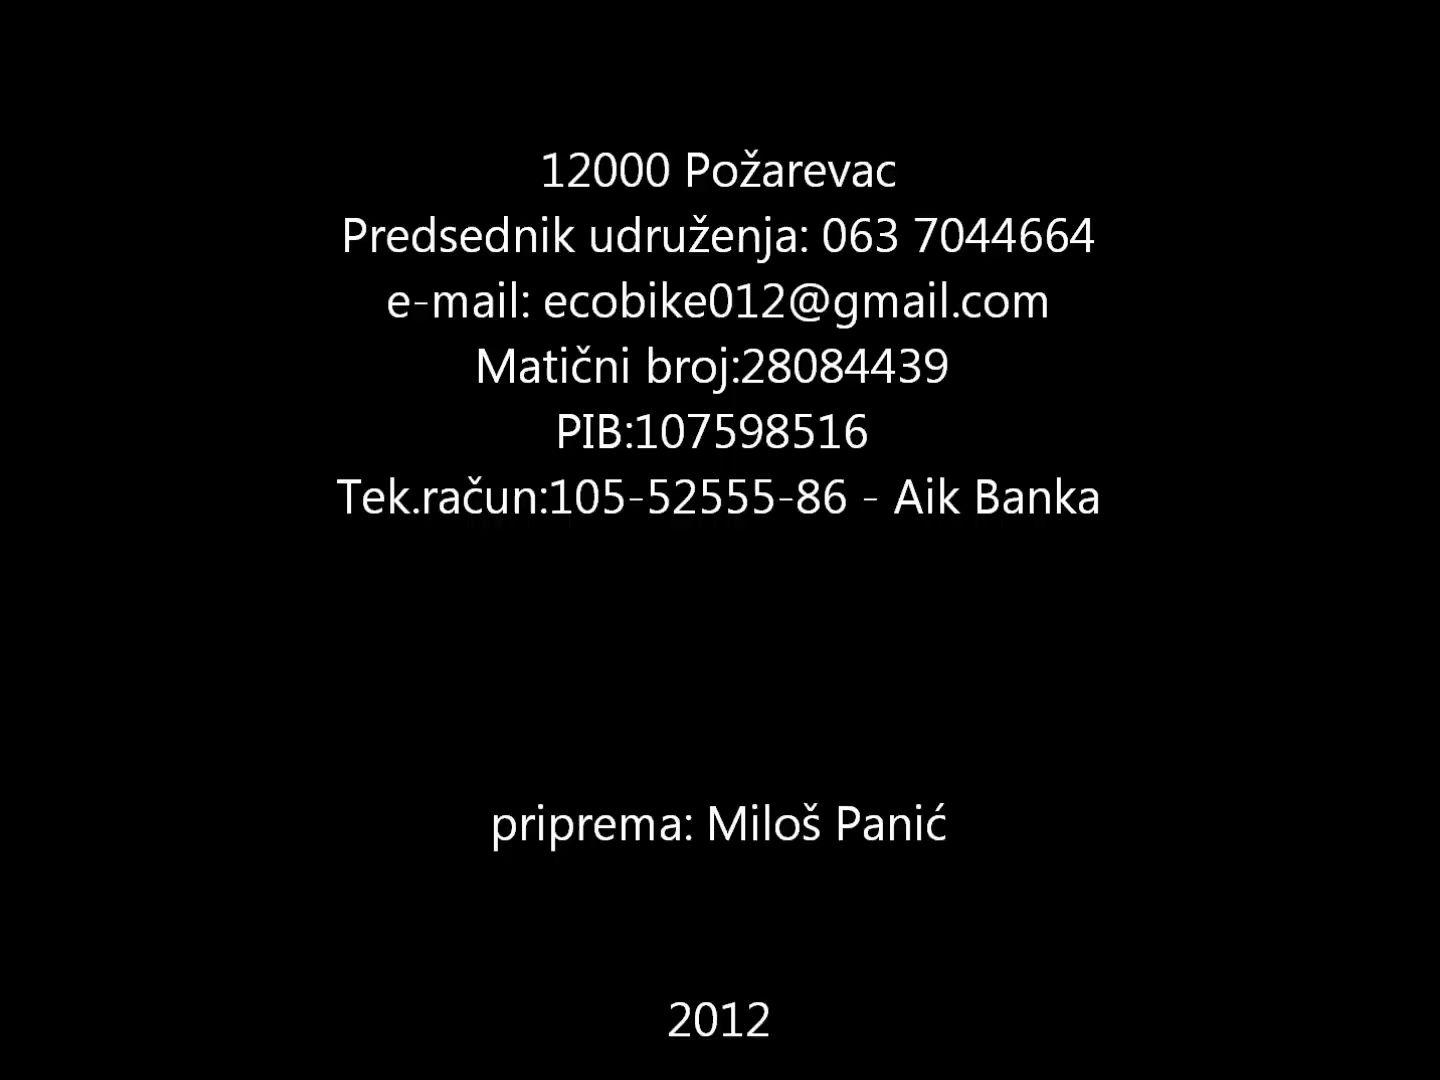 12000 Požarevac
Predsednik udruženja: 063 7044664
e-mail: ecobike012@gmail.com
Matični broj:28084439
PIB:107598516
Tek.račun:105-52555-86 - Aik Banka
priprema: Miloš Panić
2012